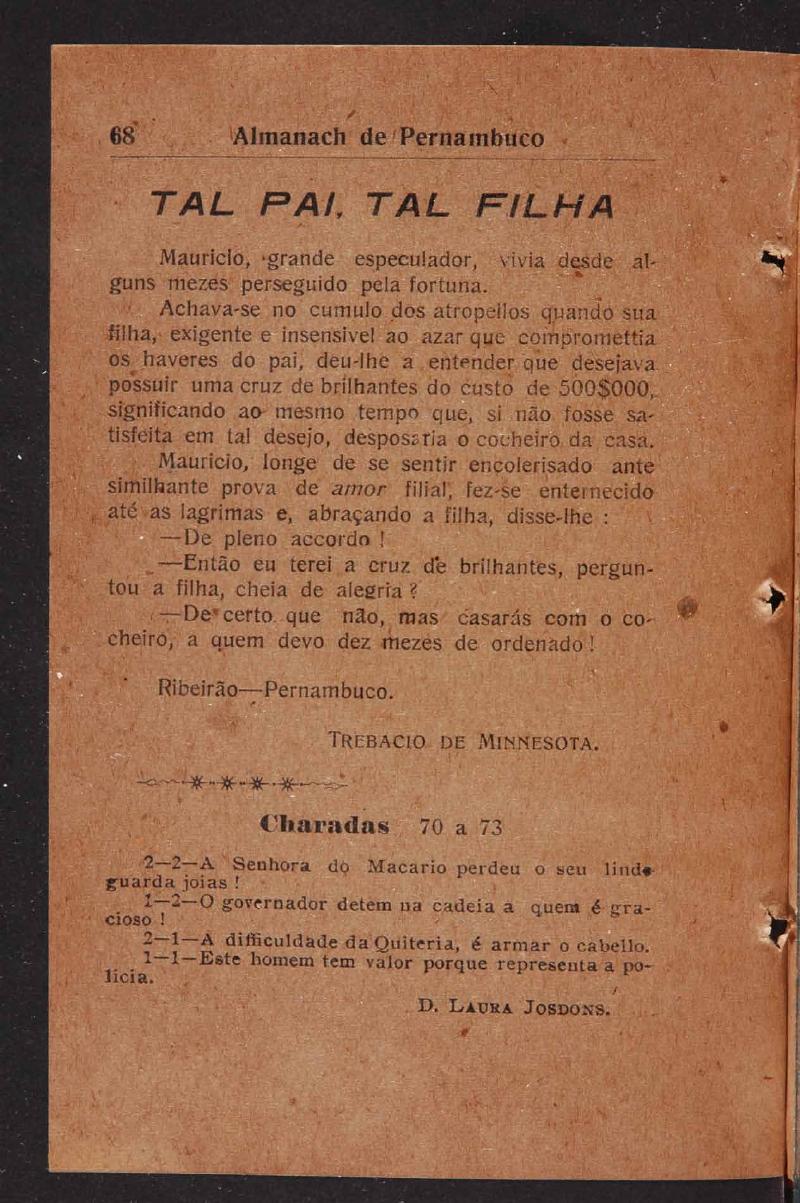 68 Almanach de Pernambuco
TAL PAI, TAL FILHA
Mauricio, grande especulador, vivia desde al-
guns mezes perseguido pela fortuna.
Achava-se no cumulo dos atropellos quando sua
filha, exigente e insensivel ao azar que compromettia
os haveres do pai, deu-lhe a entender que desejava
possuir uma cruz de brilhantes do custo de 500$000,
significando ao mesmo tempo que, si não fosse sa-
tisfeita em tal desejo, desposaria o cocheiro da casa.
Mauricio, longe de se sentir encolerisado ante
similhante prova de amor filial, fez-se enternecido
até as lagrimas e, abraçando a filha, disse-lhe :
—De pleno accordo !
—Então eu terei a cruz de brilhantes, pergun-
tou a filha, cheia de alegria ?
—De certo que não, mas casarás com o co-
cheiro, a quem devo dez mezes de ordenado !
Ribeirão—Pernambuco.
TREBACIO DE MINNESOTA.
Charadas 70 a 73
2—2—A Senhora do Macario perdeu o seu lindo
guarda joias !
1—2—O governador detem na cadeia a quem é gra-
cioso !
2—1—A difficuldade da Quiteria, é armar o cabello.
1—1—Este homem tem valor porque representa a po-
licia.
D. LAURA JOSDONS.